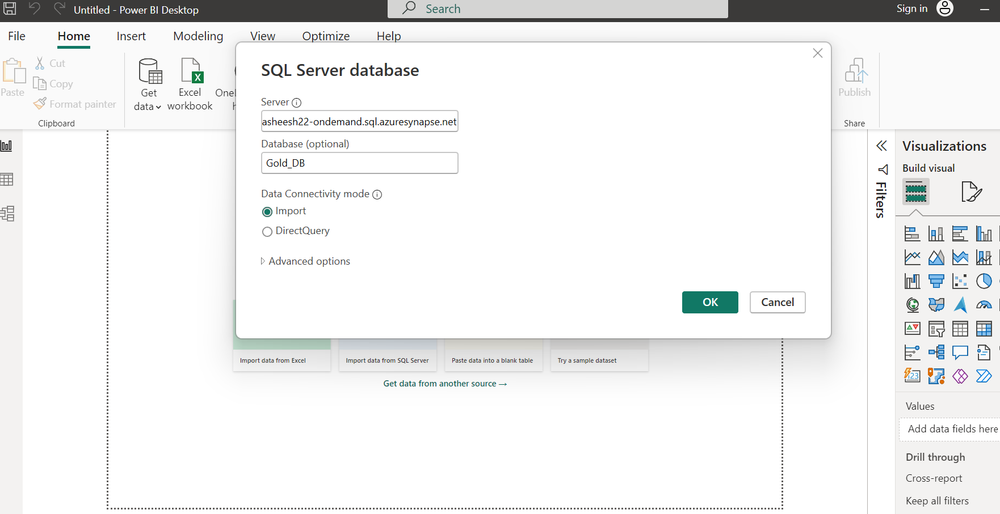 Untitled - Power BI Desktop
Search
Sign in
File Home Insert Modeling View Optimize Help
Paste
Cut
Copy
Format painter
Clipboard
Get data
Excel workbook
Publish
Share
SQL Server database
Server
asheesh22-ondemand.sql.azuresynapse.net
Database (optional)
Gold_DB
Data Connectivity mode
Import
DirectQuery
Advanced options
OK Cancel
Import data from Excel
Import data from SQL Server
Paste data into a blank table
Try a sample dataset
Get data from another source →
Filters
Visualizations
Build visual
123
Values
Add data fields here
Drill through
Cross-report
Keep all filters